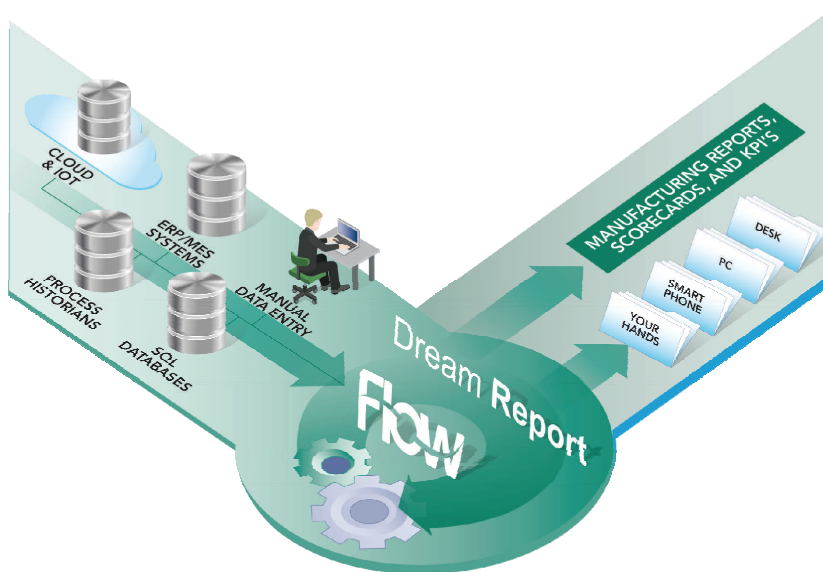 CLOUD
& IOT
ERP/MES
SYSTEMS
PROCESS
HISTORIANS
SQL
DATABASES
MANUAL
DATA ENTRY
Dream Report
Flow
MANUFACTURING REPORTS,
SCORECARDS, AND KPI'S
DESK
PC
SMART
PHONE
YOUR
HANDS